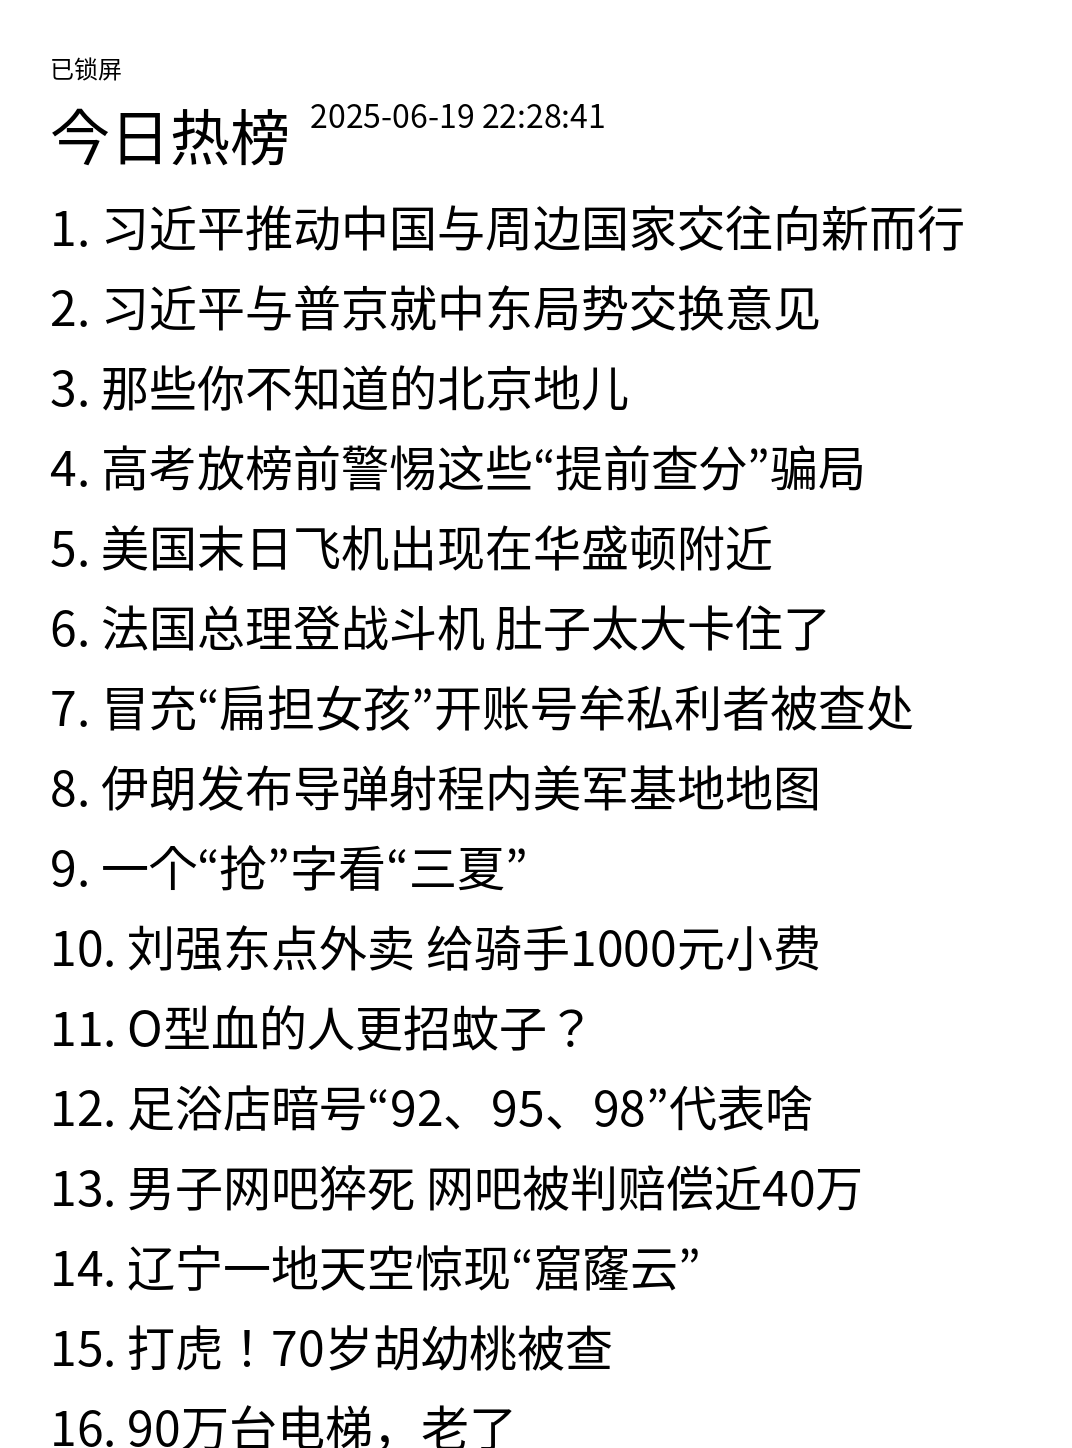 已锁屏
今日热榜 2025-06-19 22:28:41
1. 习近平推动中国与周边国家交往向新而行
2. 习近平与普京就中东局势交换意见
3. 那些你不知道的北京地儿
4. 高考放榜前警惕这些“提前查分”骗局
5. 美国末日飞机出现在华盛顿附近
6. 法国总理登战斗机 肚子太大卡住了
7. 冒充“扁担女孩”开账号牟私利者被查处
8. 伊朗发布导弹射程内美军基地地图
9. 一个“抢”字看“三夏”
10. 刘强东点外卖 给骑手1000元小费
11. O型血的人更招蚊子？
12. 足浴店暗号“92、95、98”代表啥
13. 男子网吧猝死 网吧被判赔偿近40万
14. 辽宁一地天空惊现“窟窿云”
15. 打虎！70岁胡幼桃被查
16. 90万台电梯，老了